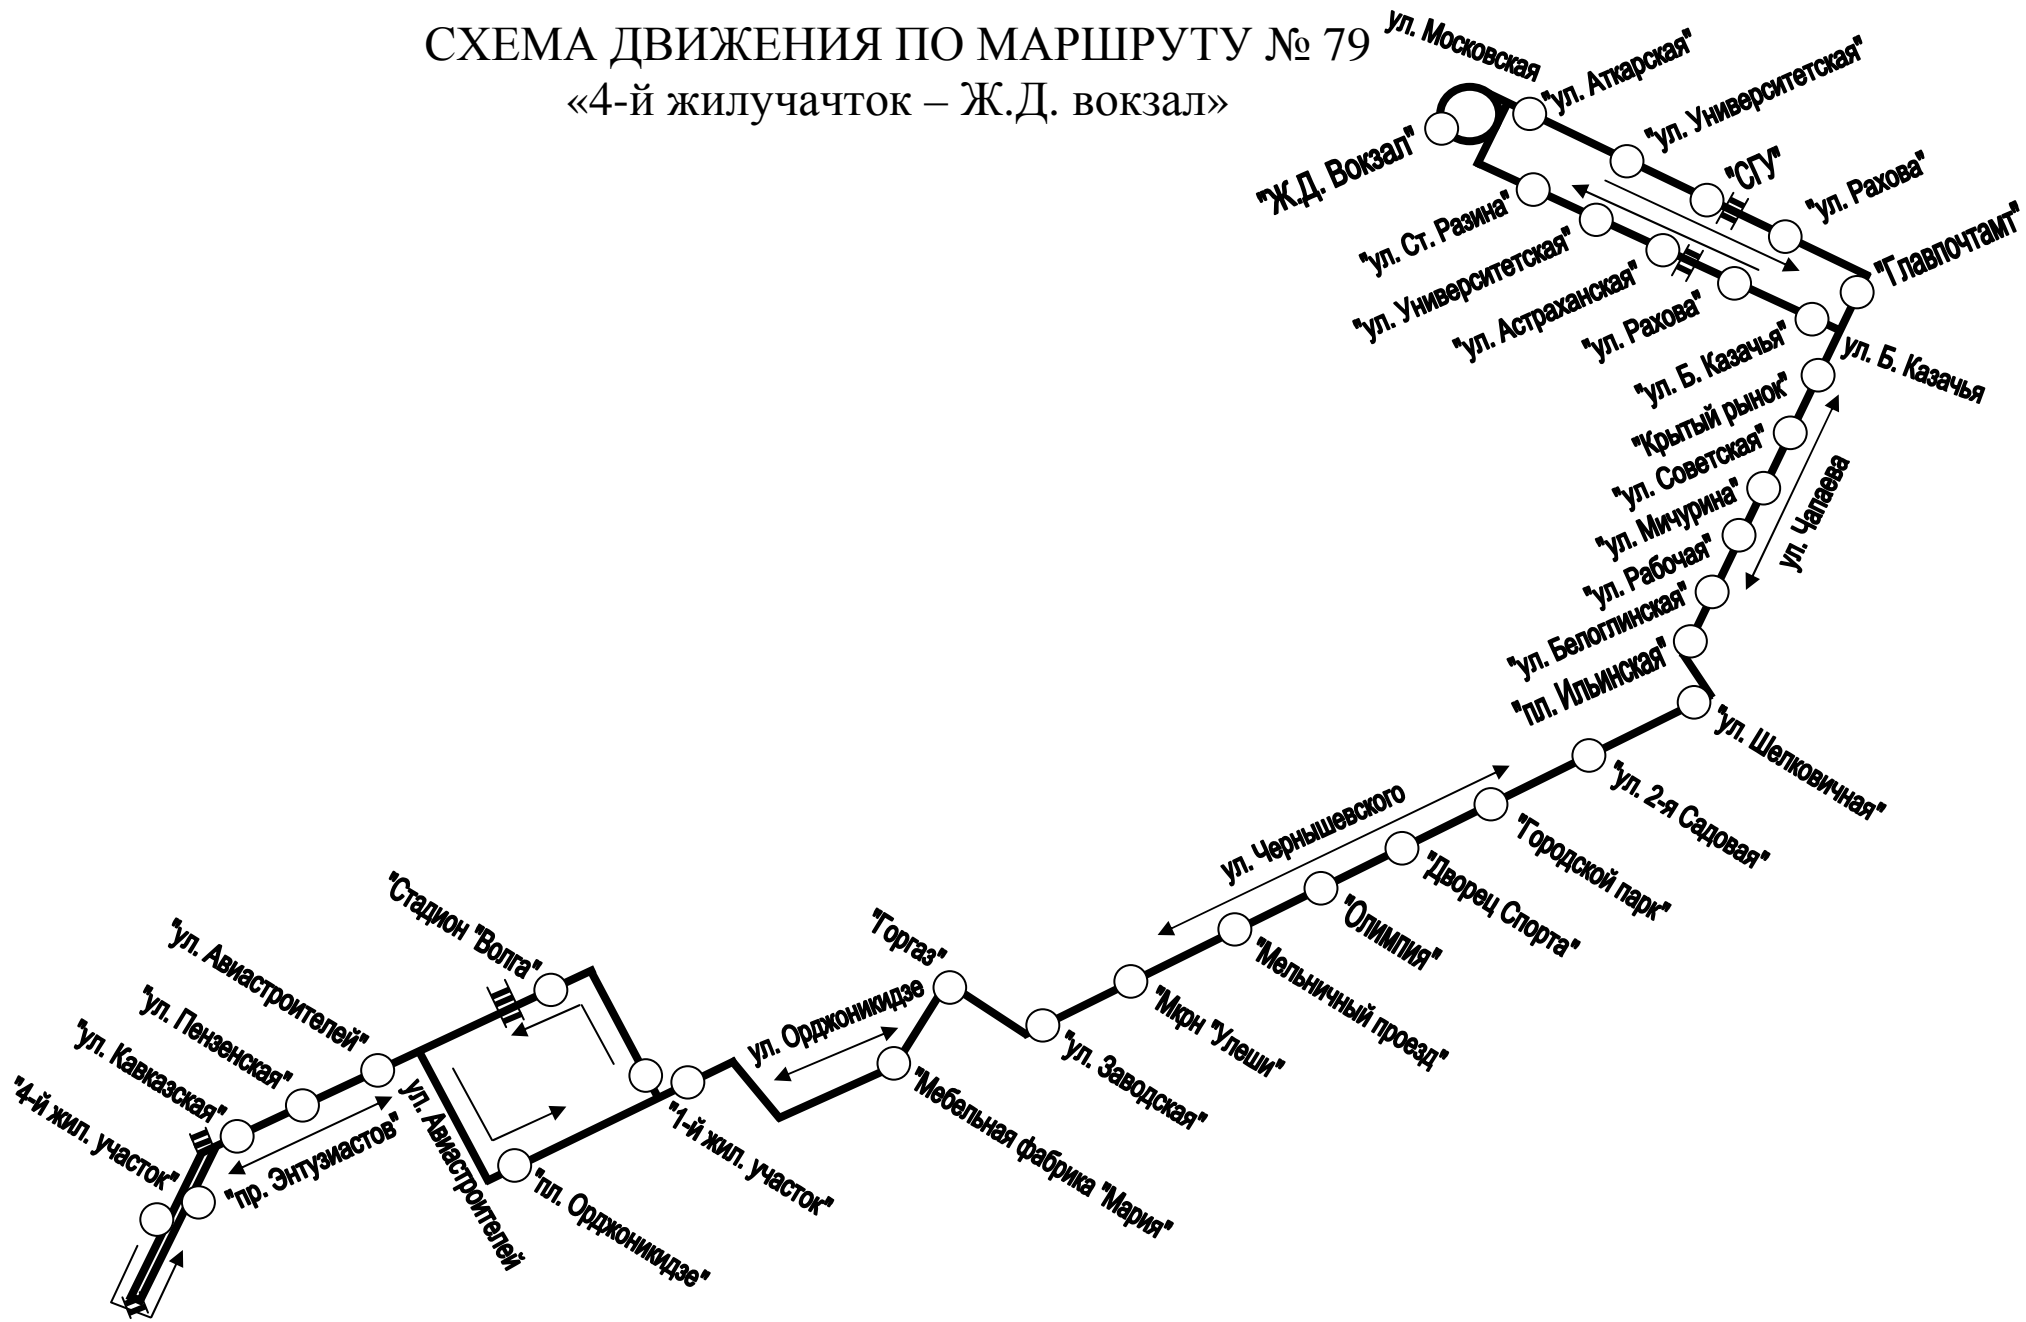 СХЕМА ДВИЖЕНИЯ ПО МАРШРУТУ № 79
«4-й жилучачток – Ж.Д. вокзал»
ул. Московская
"ул. Аткарская"
"ул. Университетская"
"СГУ"
"ул. Рахова"
"Главпочтамт"
"Ж.Д. Вокзал"
"ул. Ст. Разина"
"ул. Университетская"
"ул. Астраханская"
"ул. Рахова"
"ул. Б. Казачья"
ул. Б. Казачья
"Крытый рынок"
"ул. Советская"
"ул. Мичурина"
"ул. Рабочая"
"ул. Белоглинская"
"пл. Ильинская"
ул. Чапаева
"ул. Шелковичная"
"ул. 2-я Садовая"
"Городской парк"
"Дворец Спорта"
"Олимпия"
"Мельничный проезд"
"Мкрн "Улеши"
"ул. Заводская"
ул. Чернышевского
"Горгаз"
ул. Орджоникидзе
"Мебельная фабрика "Мария"
"1-й жил. участок"
"пл. Орджоникидзе"
"Стадион "Волга"
"ул. Авиастроителей"
ул. Авиастроителей
"ул. Пензенская"
"ул. Кавказская"
"4-й жил. участок"
"пр. Энтузиастов"